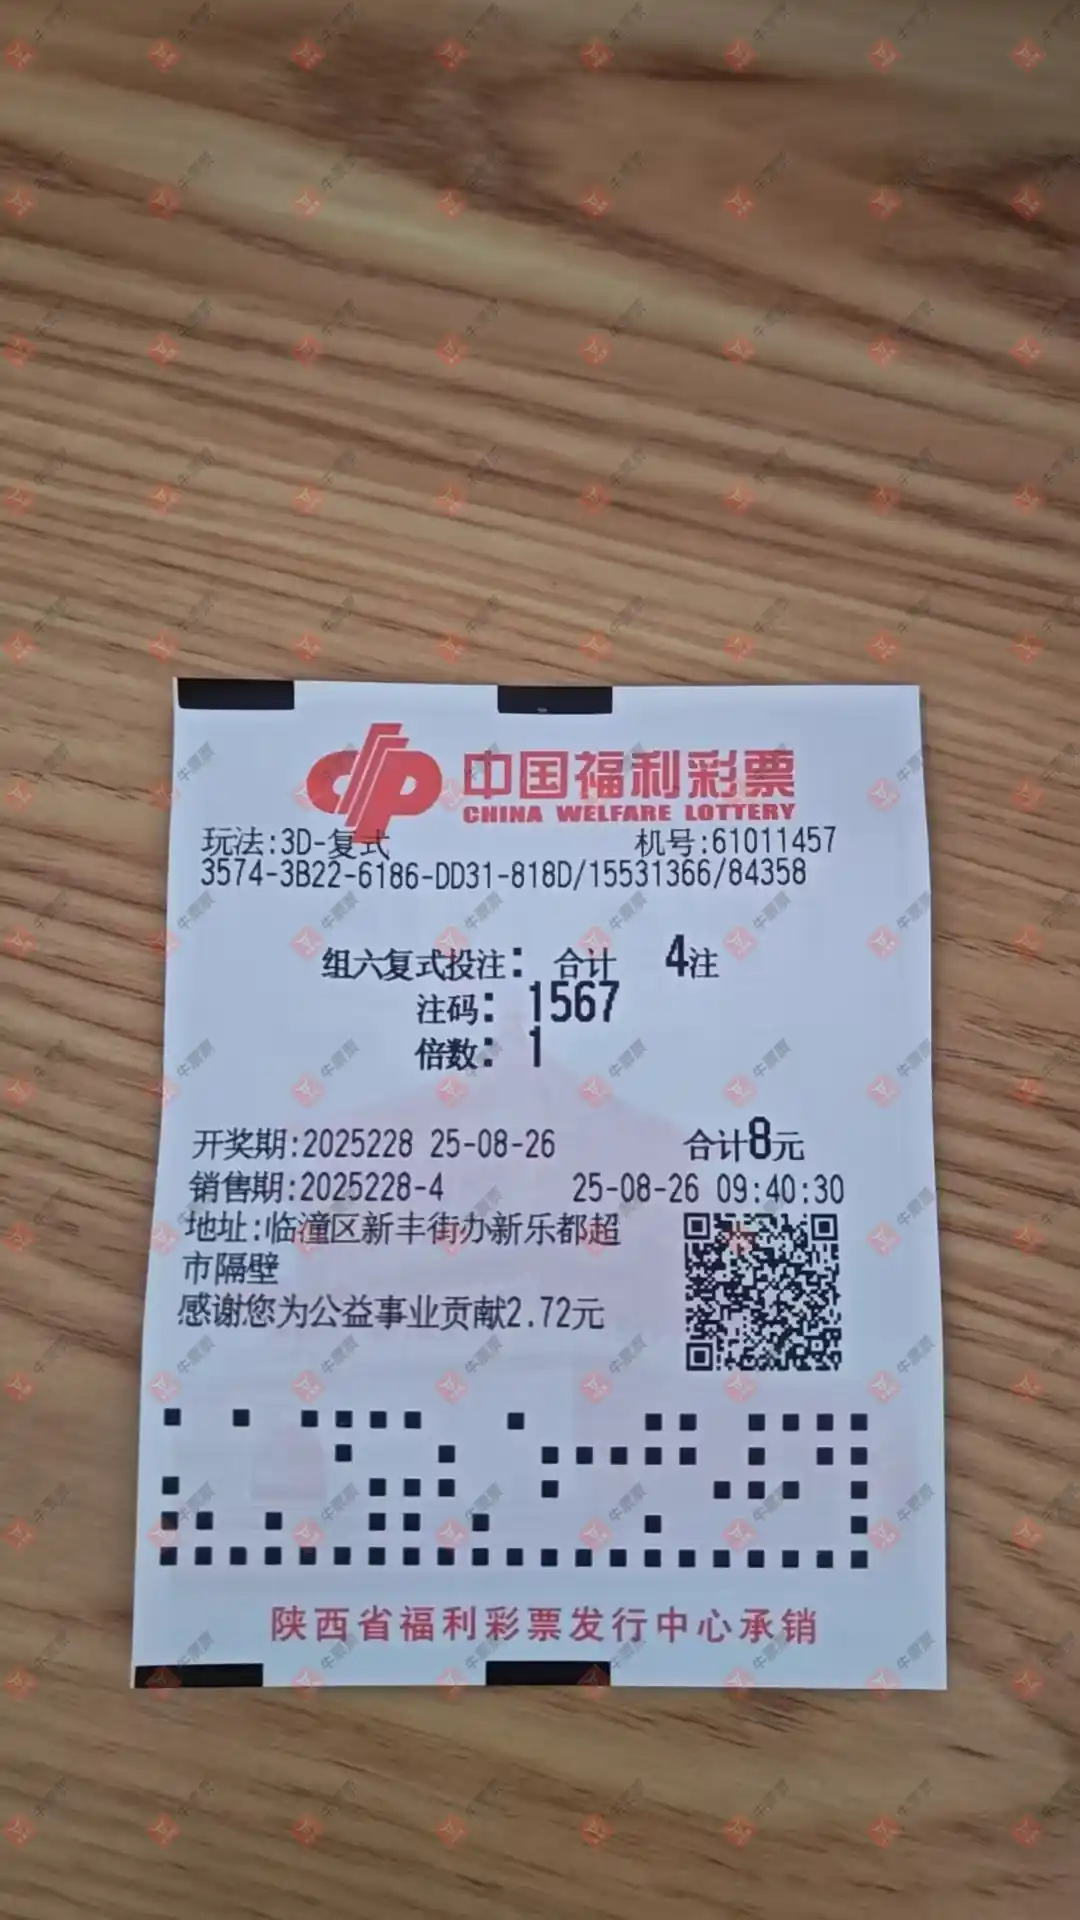 中国福利彩票
CHINA WELFARE LOTTERY
玩法:3D-复式 机号:61011457
3574-3B22-6186-DD31-818D/15531366/84358
组六复式投注: 合计 4注
注码: 1567
倍数: 1
开奖期:2025228 25-08-26 合计8元
销售期:2025228-4 25-08-26 09:40:30
地址:临潼区新丰街办新乐都超
市隔壁
感谢您为公益事业贡献2.72元
陕西省福利彩票发行中心承销
牛票票